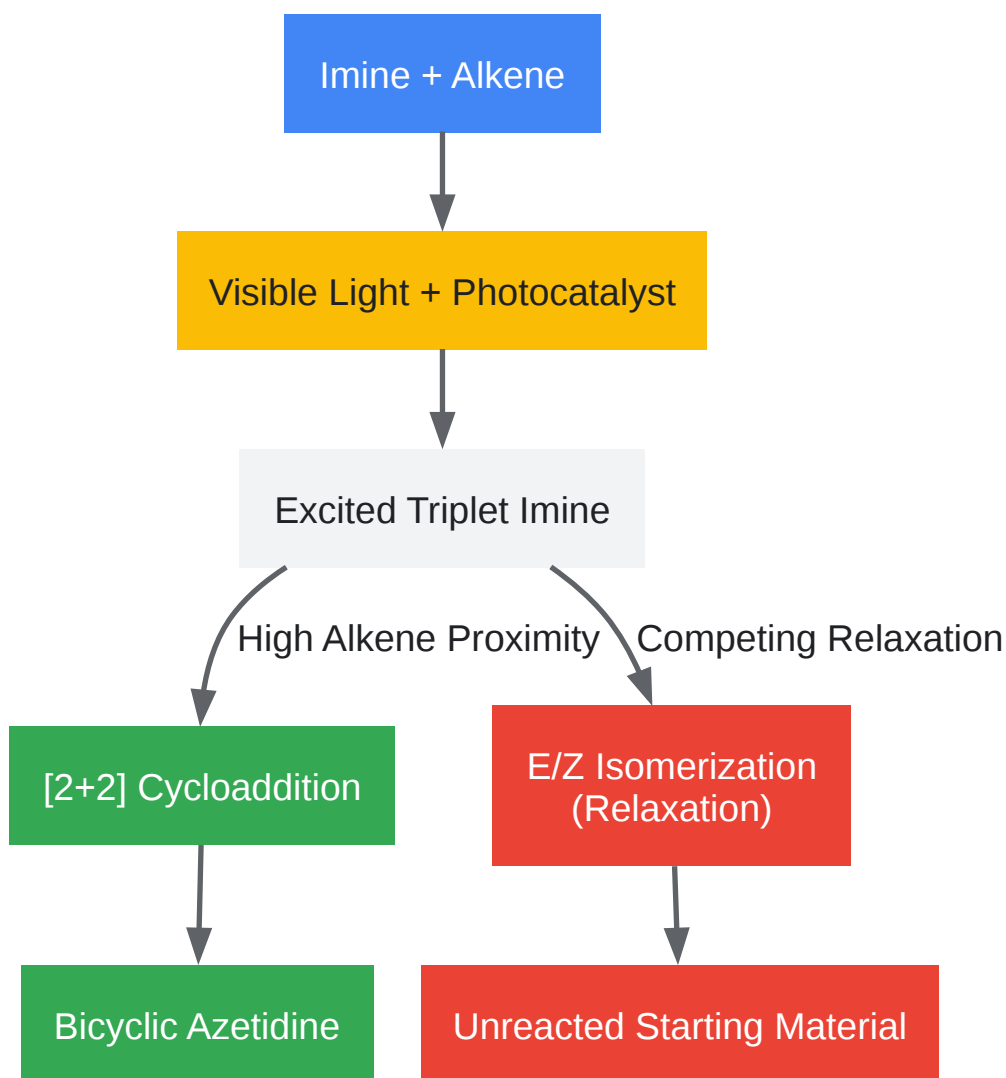 Imine + Alkene
Visible Light + Photocatalyst
Excited Triplet Imine
High Alkene Proximity
Competing Relaxation
[2+2] Cycloaddition
E/Z Isomerization
(Relaxation)
Bicyclic Azetidine
Unreacted Starting Material